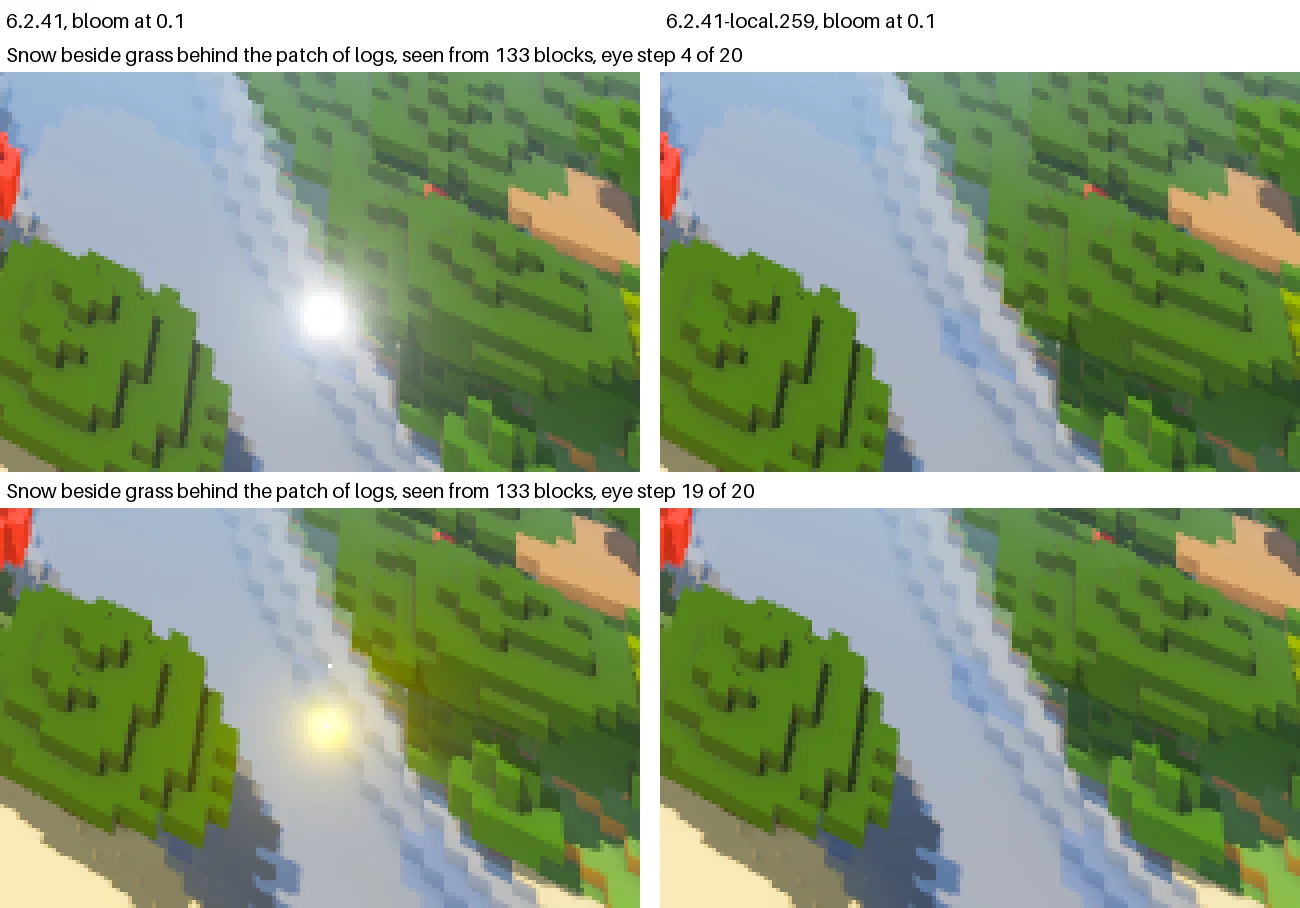 6.2.41, bloom at 0.1
6.2.41-local.259, bloom at 0.1
Snow beside grass behind the patch of logs, seen from 133 blocks, eye step 4 of 20
Snow beside grass behind the patch of logs, seen from 133 blocks, eye step 19 of 20